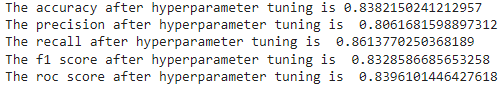 The accuracy after hyperparameter tuning is 0.8382150241212957
The precision after hyperparameter tuning is  0.8061681598897312
The recall after hyperparameter tuning is  0.8613770250368189
The f1 score after hyperparameter tuning is  0.8328586685653258
The roc score after hyperparameter tuning is  0.8396101446427618